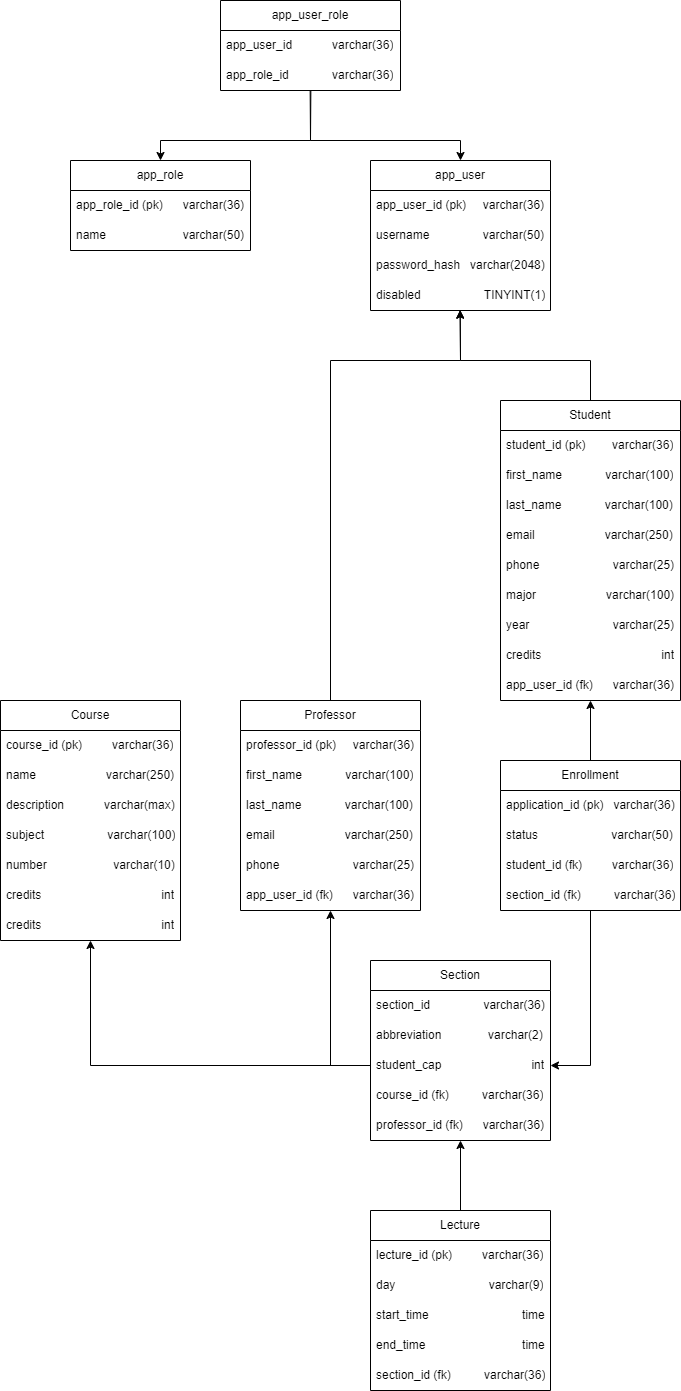 app_user_role
app_user_id varchar(36)
app_role_id varchar(36)
app_role
app_role_id (pk) varchar(36)
name varchar(50)
app_user
app_user_id (pk) varchar(36)
username varchar(50)
password_hash varchar(2048)
disabled TINYINT(1)
Student
student_id (pk) varchar(36)
first_name varchar(100)
last_name varchar(100)
email varchar(250)
phone varchar(25)
major varchar(100)
year varchar(25)
credits int
app_user_id (fk) varchar(36)
Course
course_id (pk) varchar(36)
name varchar(250)
description varchar(max)
subject varchar(100)
number varchar(10)
credits int
credits int
Professor
professor_id (pk) varchar(36)
first_name varchar(100)
last_name varchar(100)
email varchar(250)
phone varchar(25)
app_user_id (fk) varchar(36)
Enrollment
application_id (pk) varchar(36)
status varchar(50)
student_id (fk) varchar(36)
section_id (fk) varchar(36)
Section
section_id varchar(36)
abbreviation varchar(2)
student_cap int
course_id (fk) varchar(36)
professor_id (fk) varchar(36)
Lecture
lecture_id (pk) varchar(36)
day varchar(9)
start_time time
end_time time
section_id (fk) varchar(36)